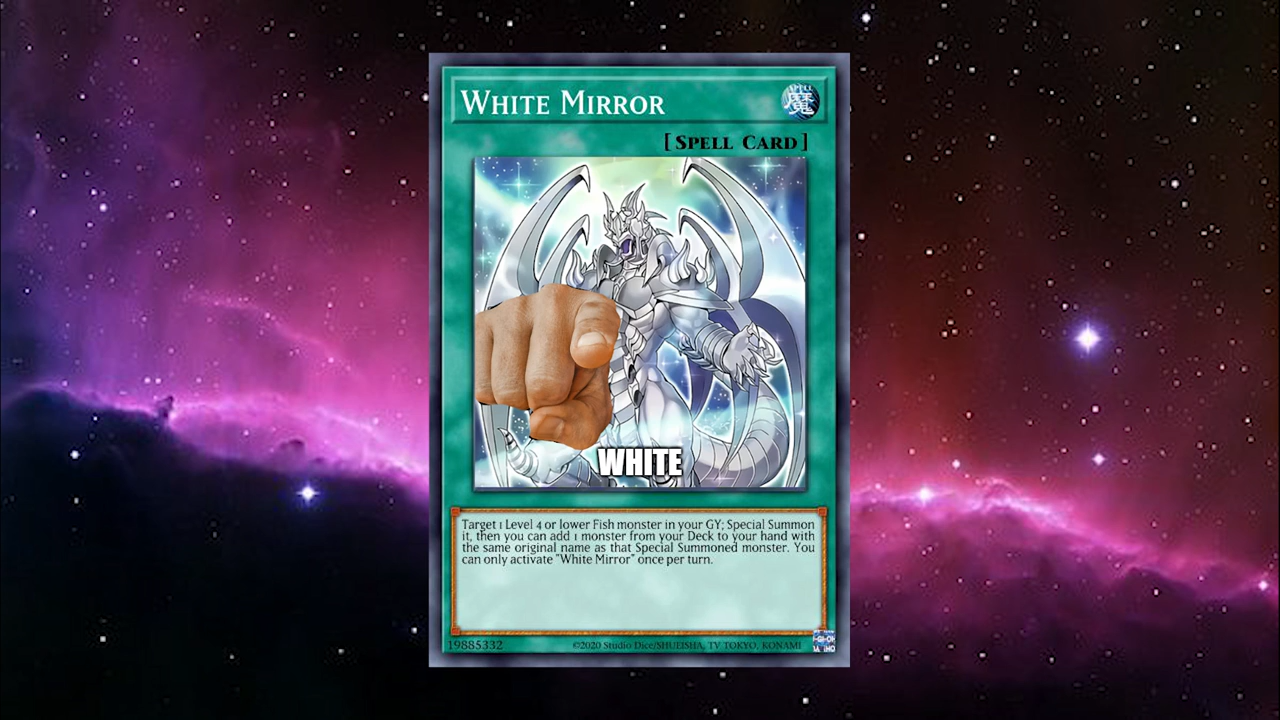 WHITE MIRROR
SPELL
魔
[SPELL CARD]
WHITE
Target 1 Level 4 or lower Fish monster in your GY; Special Summon
it, then you can add 1 monster from your Deck to your hand with
the same original name as that Special Summoned monster. You
can only activate "White Mirror" once per turn.
19885332
©2020 Studio Dice/SHUEISHA, TV TOKYO, KONAMI